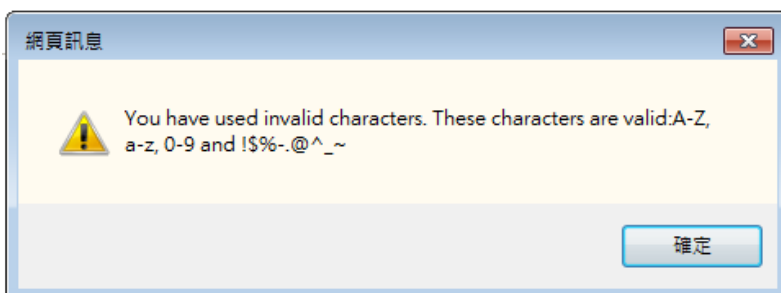 網頁訊息
You have used invalid characters. These characters are valid:A-Z,
a-z, 0-9 and !$%-.@^_~
確定